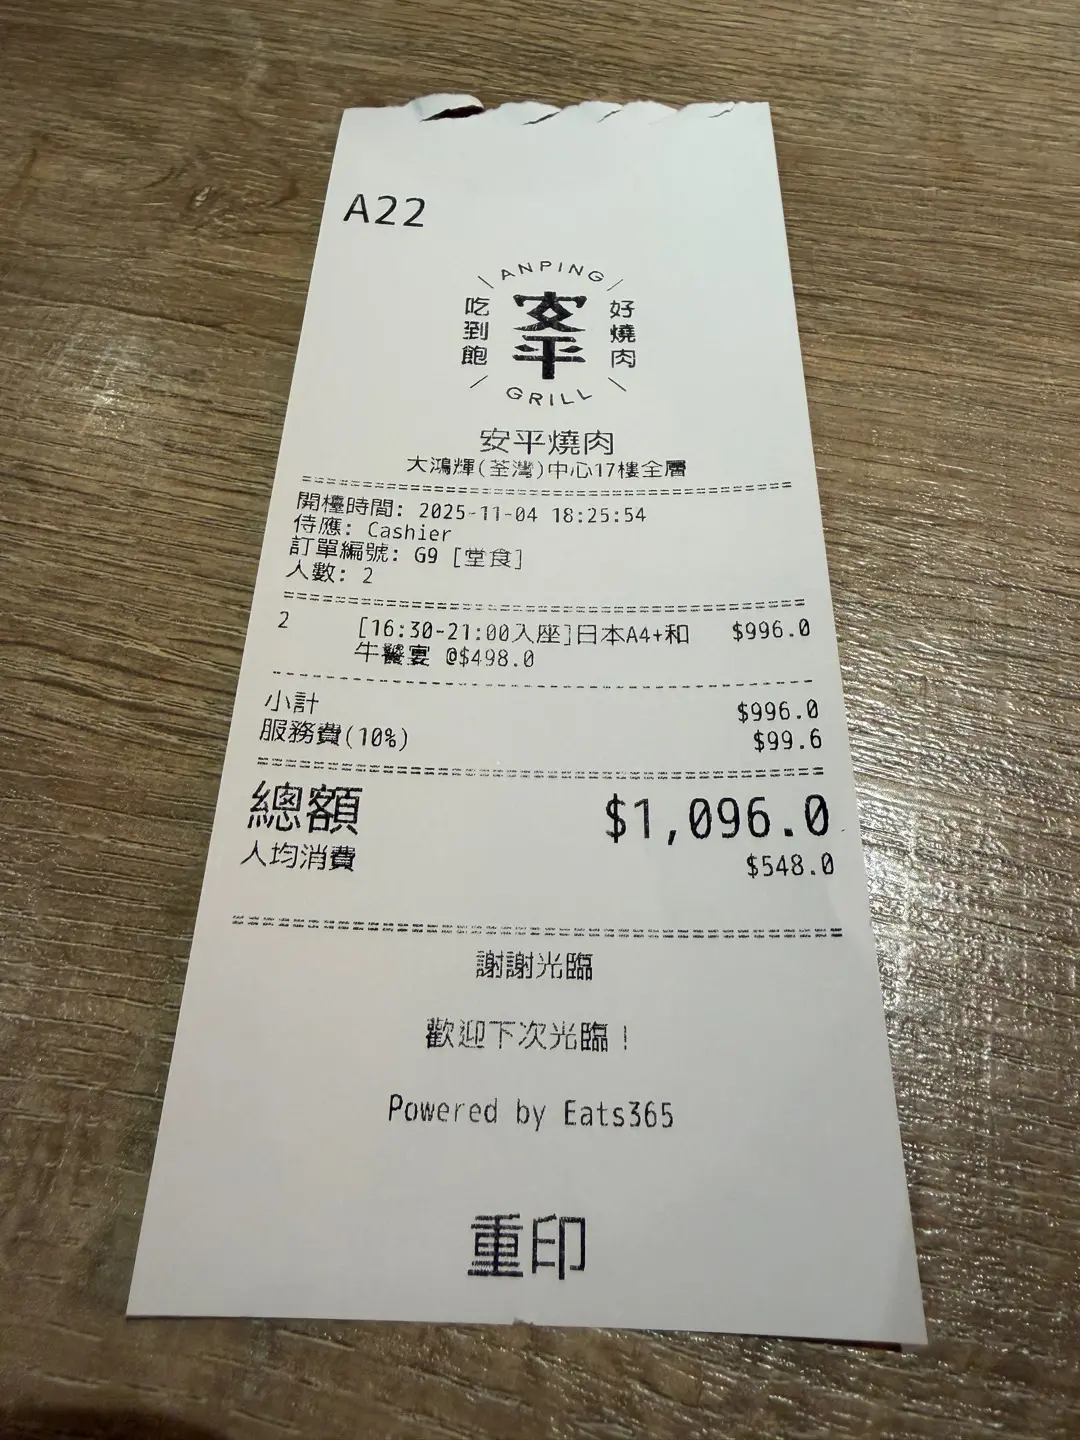 A22
ANPING
吃到飽
安平
好燒肉
GRILL
安平燒肉
大鴻輝(荃灣)中心17樓全層
開檯時間: 2025-11-04 18:25:54
侍應: Cashier
訂單編號: G9 [堂食]
人數: 2
2 [16:30-21:00入座]日本A4+和 $996.0
牛饗宴 @$498.0
小計 $996.0
服務費(10%) $99.6
總額 $1,096.0
人均消費 $548.0
謝謝光臨
歡迎下次光臨!
Powered by Eats365
重印